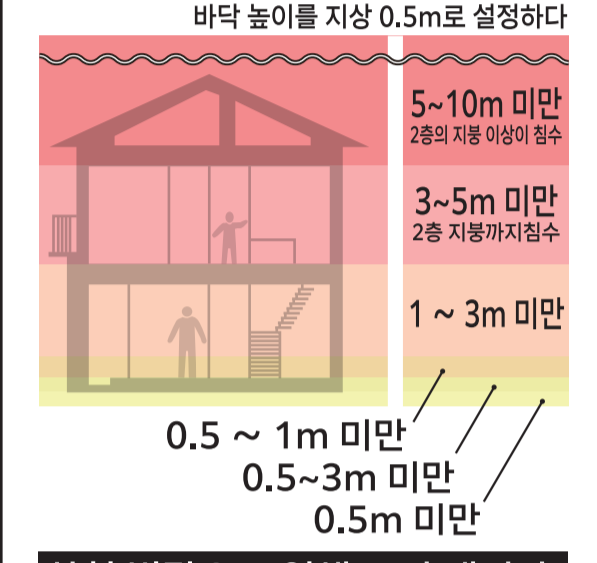 바닥 높이를 지상 0.5m로 설정하다
5~10m 미만
2층의 지붕 이상이 침수
3~5m 미만
2층 지붕까지침수
1 ~ 3m 미만
0.5 ~ 1m 미만
0.5~3m 미만
0.5m 미만